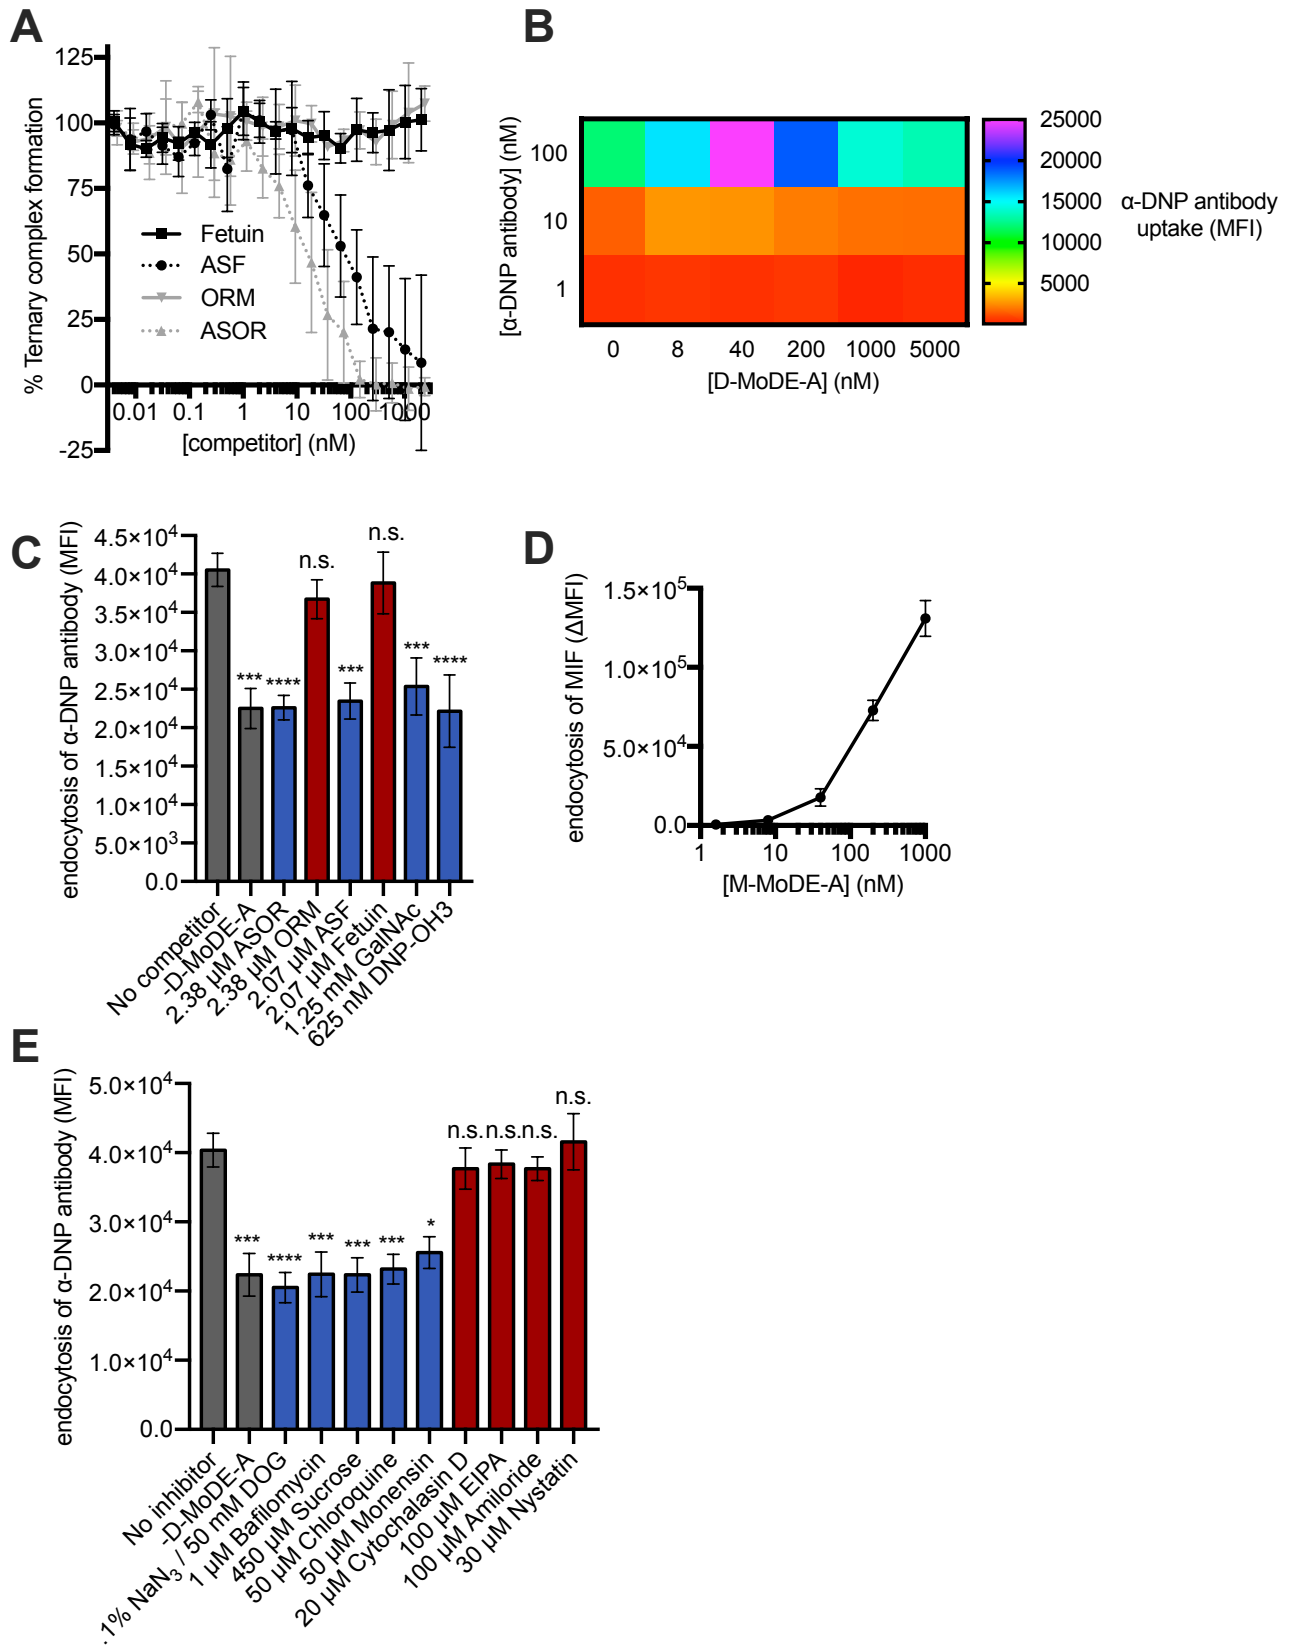 A
% Ternary complex formation
125
100
75
50
25
0
-25
Fetuin
ASF
ORM
ASOR
0.01 0.1 1 10 100 1000
[competitor] (nM)
B
[α-DNP antibody] (nM)
100
10
1
0 8 40 200 1000 5000
[D-MoDE-A] (nM)
25000
20000
15000
10000
5000
α-DNP antibody
uptake (MFI)
C
endocytosis of α-DNP antibody (MFI)
4.5×10⁴
4.0×10⁴
3.5×10⁴
3.0×10⁴
2.5×10⁴
2.0×10⁴
1.5×10⁴
1.0×10⁴
5.0×10³
0.0
*** **** n.s. *** n.s. *** ****
No competitor
-D-MoDE-A
2.38 µM ASOR
2.38 µM ORM
2.07 µM ASF
2.07 µM Fetuin
1.25 mM GalNAc
625 nM DNP-OH3
D
endocytosis of MIF (ΔMFI)
1.5×10⁵
1.0×10⁵
5.0×10⁴
0.0
1 10 100 1000
[M-MoDE-A] (nM)
E
endocytosis of α-DNP antibody (MFI)
5.0×10⁴
4.0×10⁴
3.0×10⁴
2.0×10⁴
1.0×10⁴
0.0
*** **** *** *** *** * n.s. n.s. n.s. n.s.
No inhibitor
-D-MoDE-A
.1% NaN₃ / 50 mM DOG
1 µM Bafilomycin
450 µM Sucrose
50 µM Chloroquine
50 µM Monensin
20 µM Cytochalasin D
100 µM EIPA
100 µM Amiloride
30 µM Nystatin